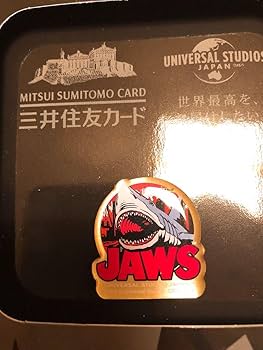 MITSUI SUMITOMO CARD
三井住友カード
UNIVERSAL STUDIOS
JAPAN
世界最高を、
JAWS
UNIVERSAL STUDIOS